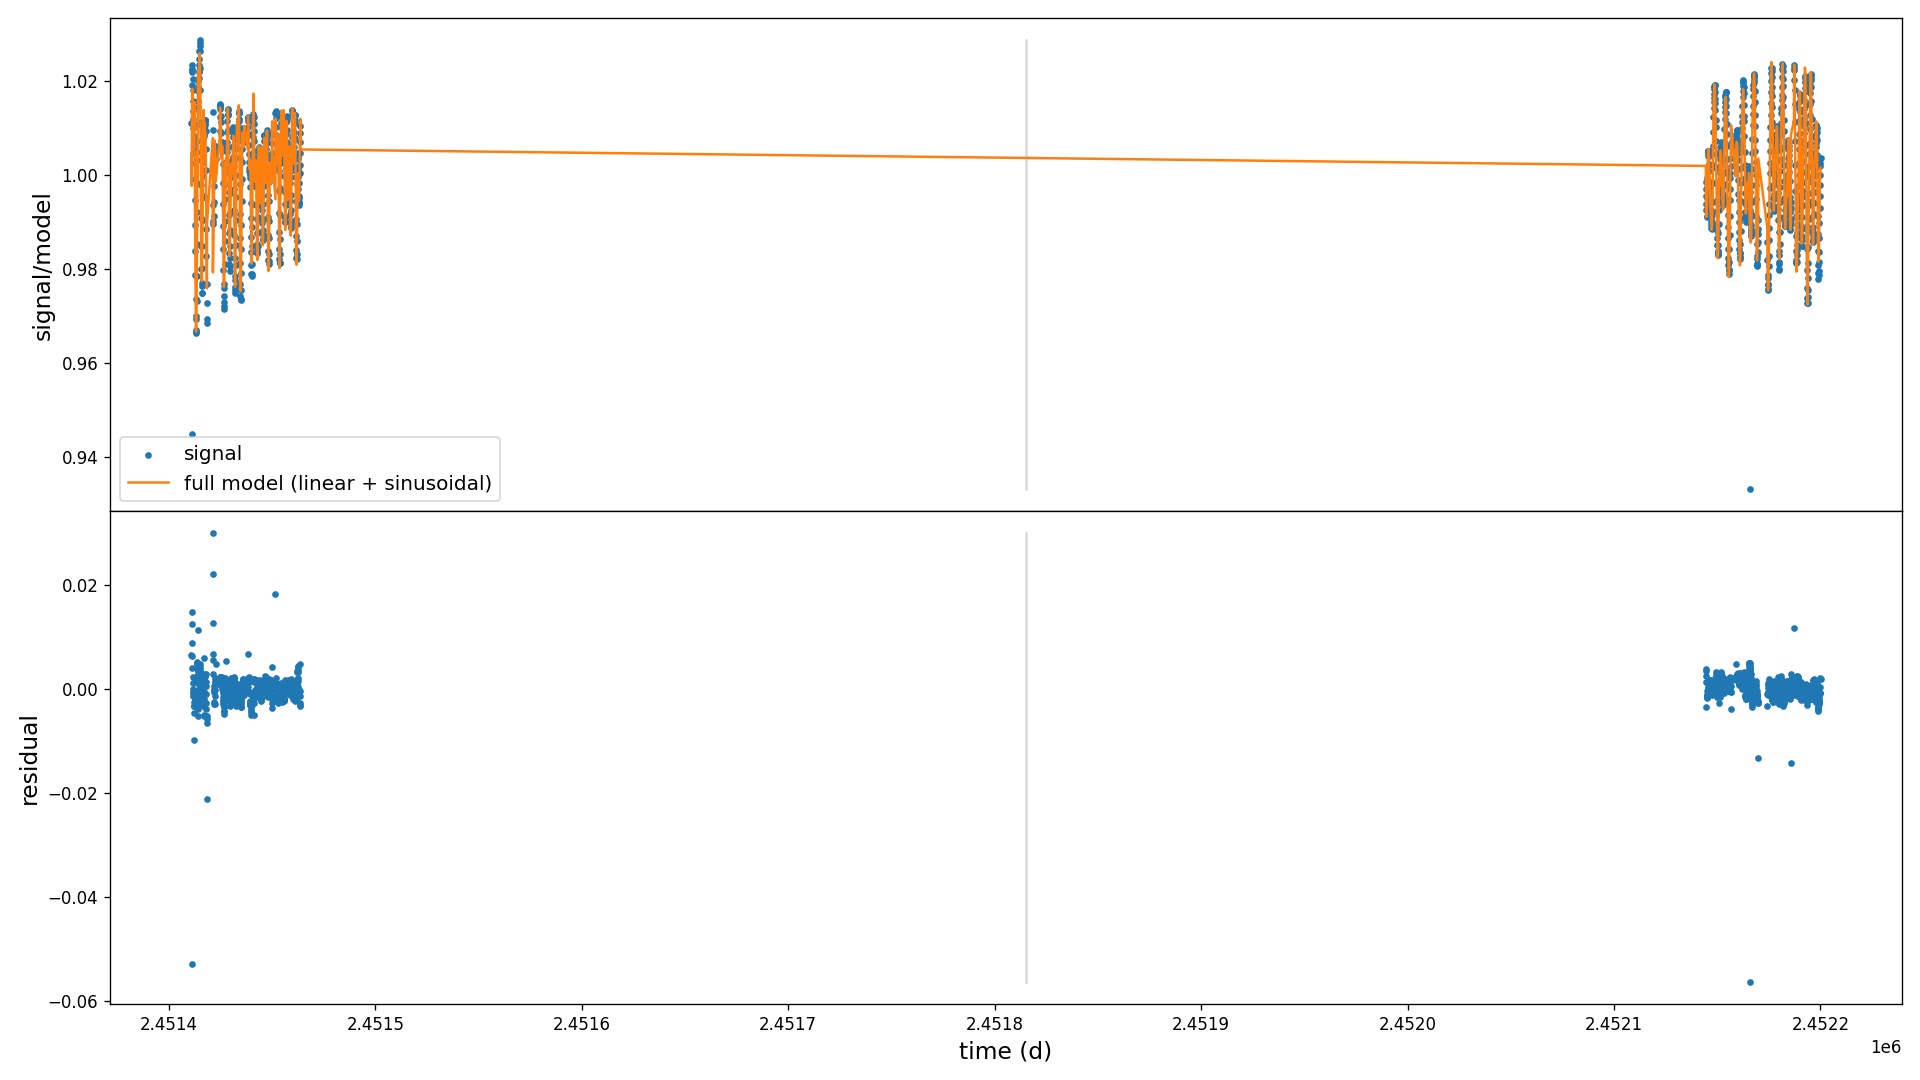 signal/model
1.02
1.00
0.98
0.96
0.94
signal
full model (linear + sinusoidal)
residual
0.02
0.00
−0.02
−0.04
−0.06
2.4514 2.4515 2.4516 2.4517 2.4518 2.4519 2.4520 2.4521 2.4522
time (d)
1e6